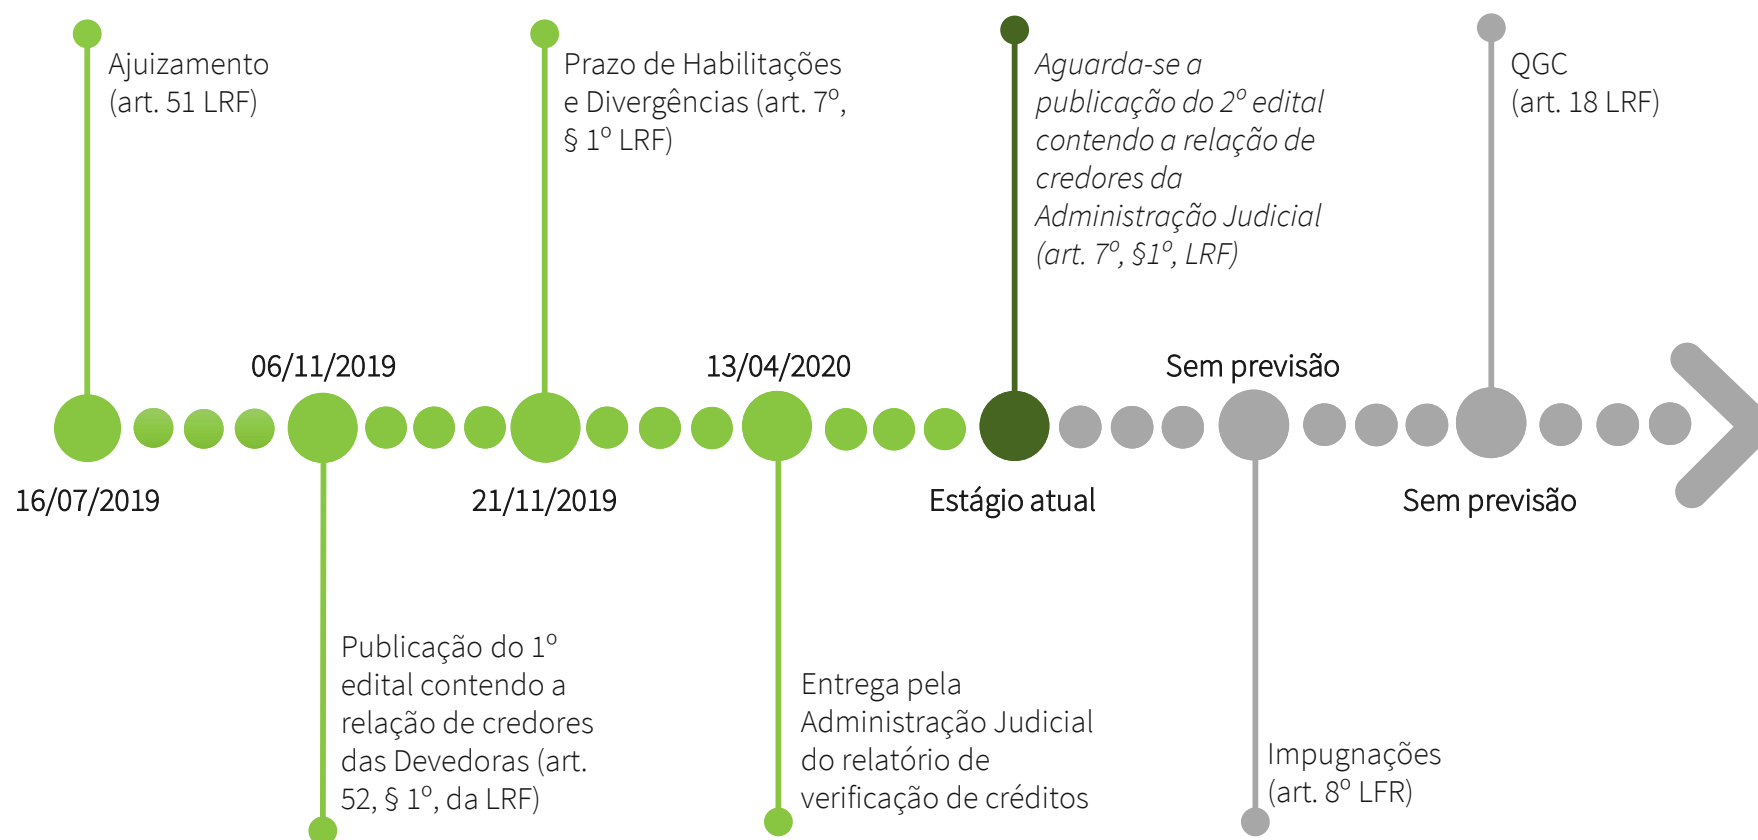 Ajuizamento
(art. 51 LRF)
Prazo de Habilitações
e Divergências (art. 7º,
§ 1º LRF)
Aguarda-se a
publicação do 2º edital
contendo a relação de
credores da
Administração Judicial
(art. 7º, §1º, LRF)
QGC
(art. 18 LRF)
06/11/2019
13/04/2020
Sem previsão
16/07/2019
21/11/2019
Estágio atual
Sem previsão
Publicação do 1º
edital contendo a
relação de credores
das Devedoras (art.
52, § 1º, da LRF)
Entrega pela
Administração Judicial
do relatório de
verificação de créditos
Impugnações
(art. 8º LFR)